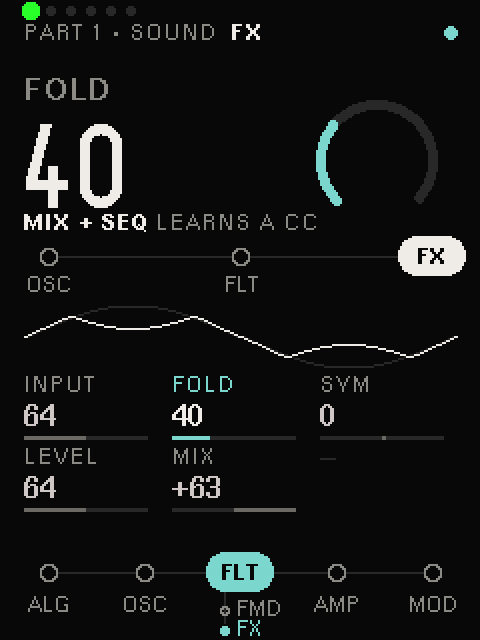 PART 1 · SOUND FX
FOLD
40
MIX + SEQ LEARNS A CC
FX
OSC FLT
INPUT FOLD SYM
64 40 0
LEVEL MIX —
64 +63
FLT
ALG OSC FMD AMP MOD
FX